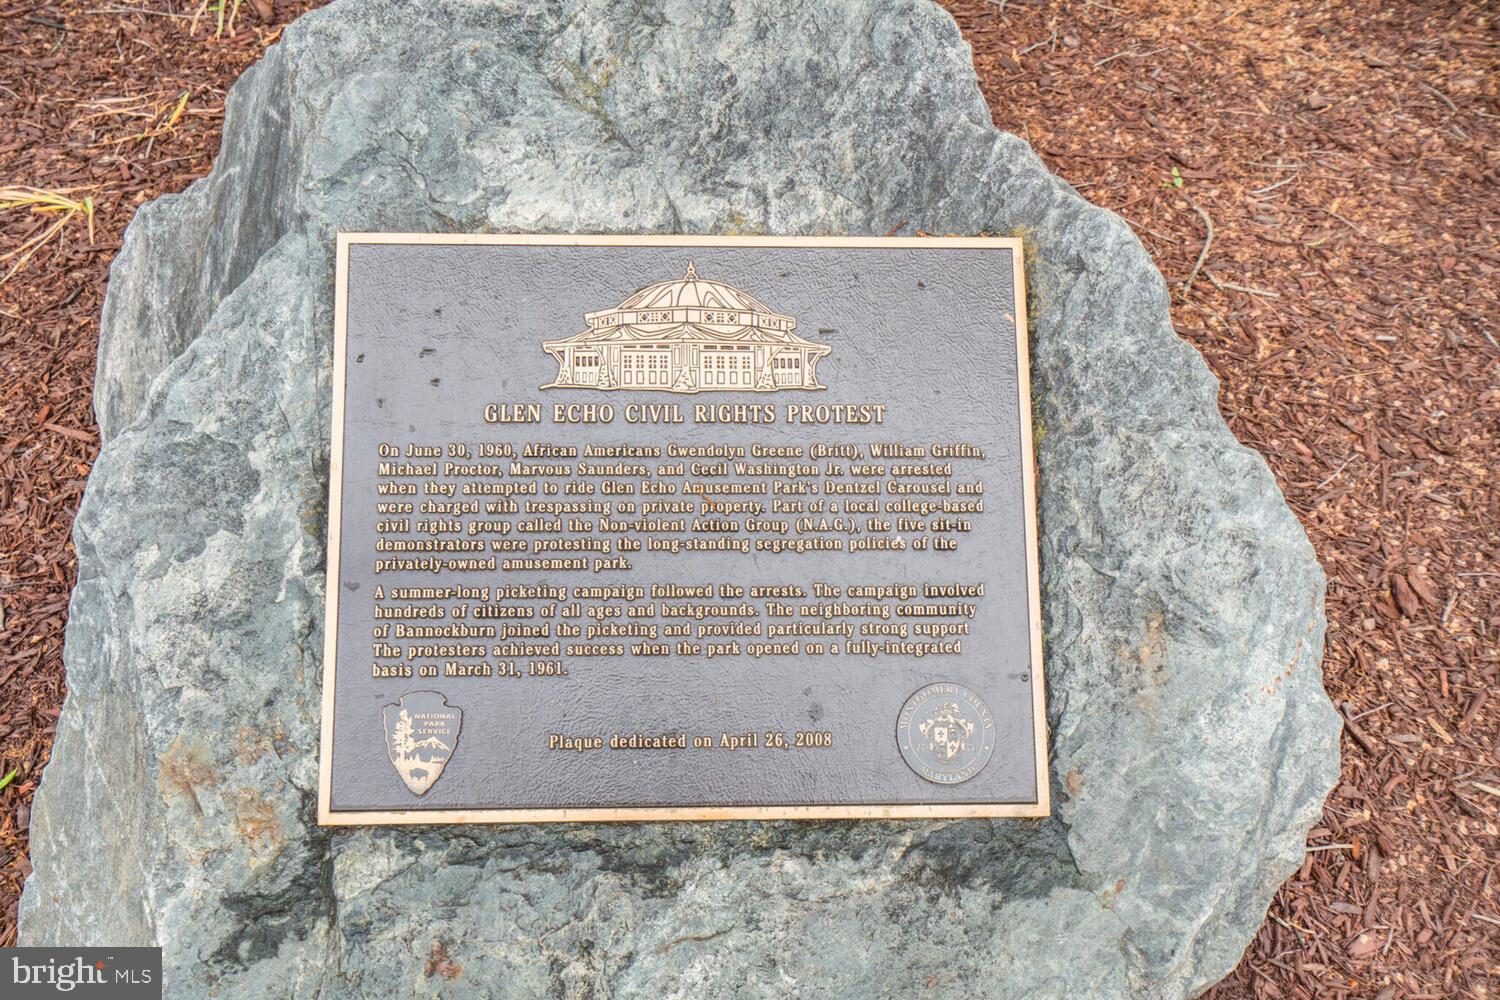 GLEN ECHO CIVIL RIGHTS PROTEST
On June 30, 1960, African Americans Gwendolyn Greene (Britt), William Griffin,
Michael Proctor, Marvous Saunders, and Cecil Washington Jr. were arrested
when they attempted to ride Glen Echo Amusement Park's Dentzel Carousel and
were charged with trespassing on private property. Part of a local college-based
civil rights group called the Non-violent Action Group (N.A.G.), the five sit-in
demonstrators were protesting the long-standing segregation policies of the
privately-owned amusement park.
A summer-long picketing campaign followed the arrests. The campaign involved
hundreds of citizens of all ages and backgrounds. The neighboring community
of Bannockburn joined the picketing and provided particularly strong support
The protesters achieved success when the park opened on a fully-integrated
basis on March 31, 1961.
NATIONAL
PARK
SERVICE
Plaque dedicated on April 26, 2008
MONTGOMERY COUNTY
MARYLAND
bright MLS